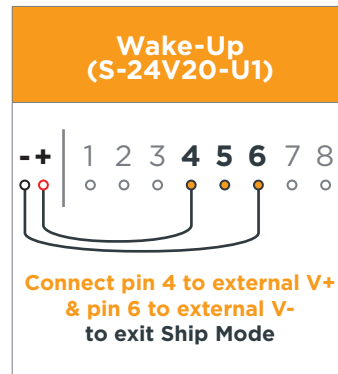 Wake-Up
(S-24V20-U1)
- + 1 2 3 4 5 6 7 8
Connect pin 4 to external V+
& pin 6 to external V-
to exit Ship Mode